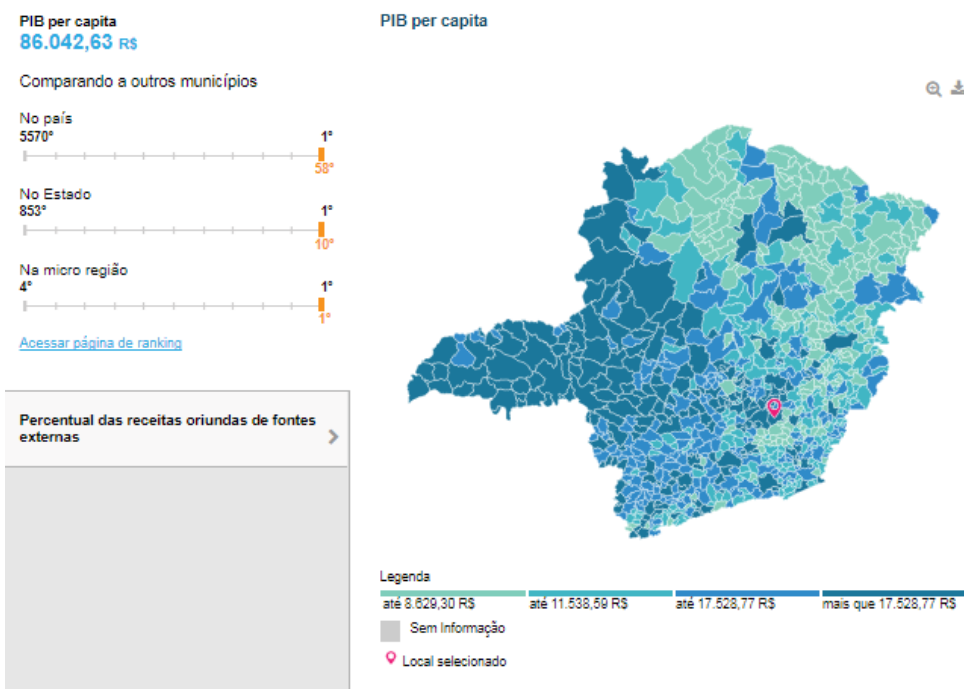 PIB per capita
86.042,63 R$
Comparando a outros municípios
No país
5570° 1°
58°
No Estado
853° 1°
10°
Na micro região
4° 1°
1°
Acessar página de ranking
Percentual das receitas oriundas de fontes
externas
PIB per capita
Legenda
até 8.629,30 R$ até 11.538,59 R$ até 17.528,77 R$ mais que 17.528,77 R$
Sem Informação
Local selecionado